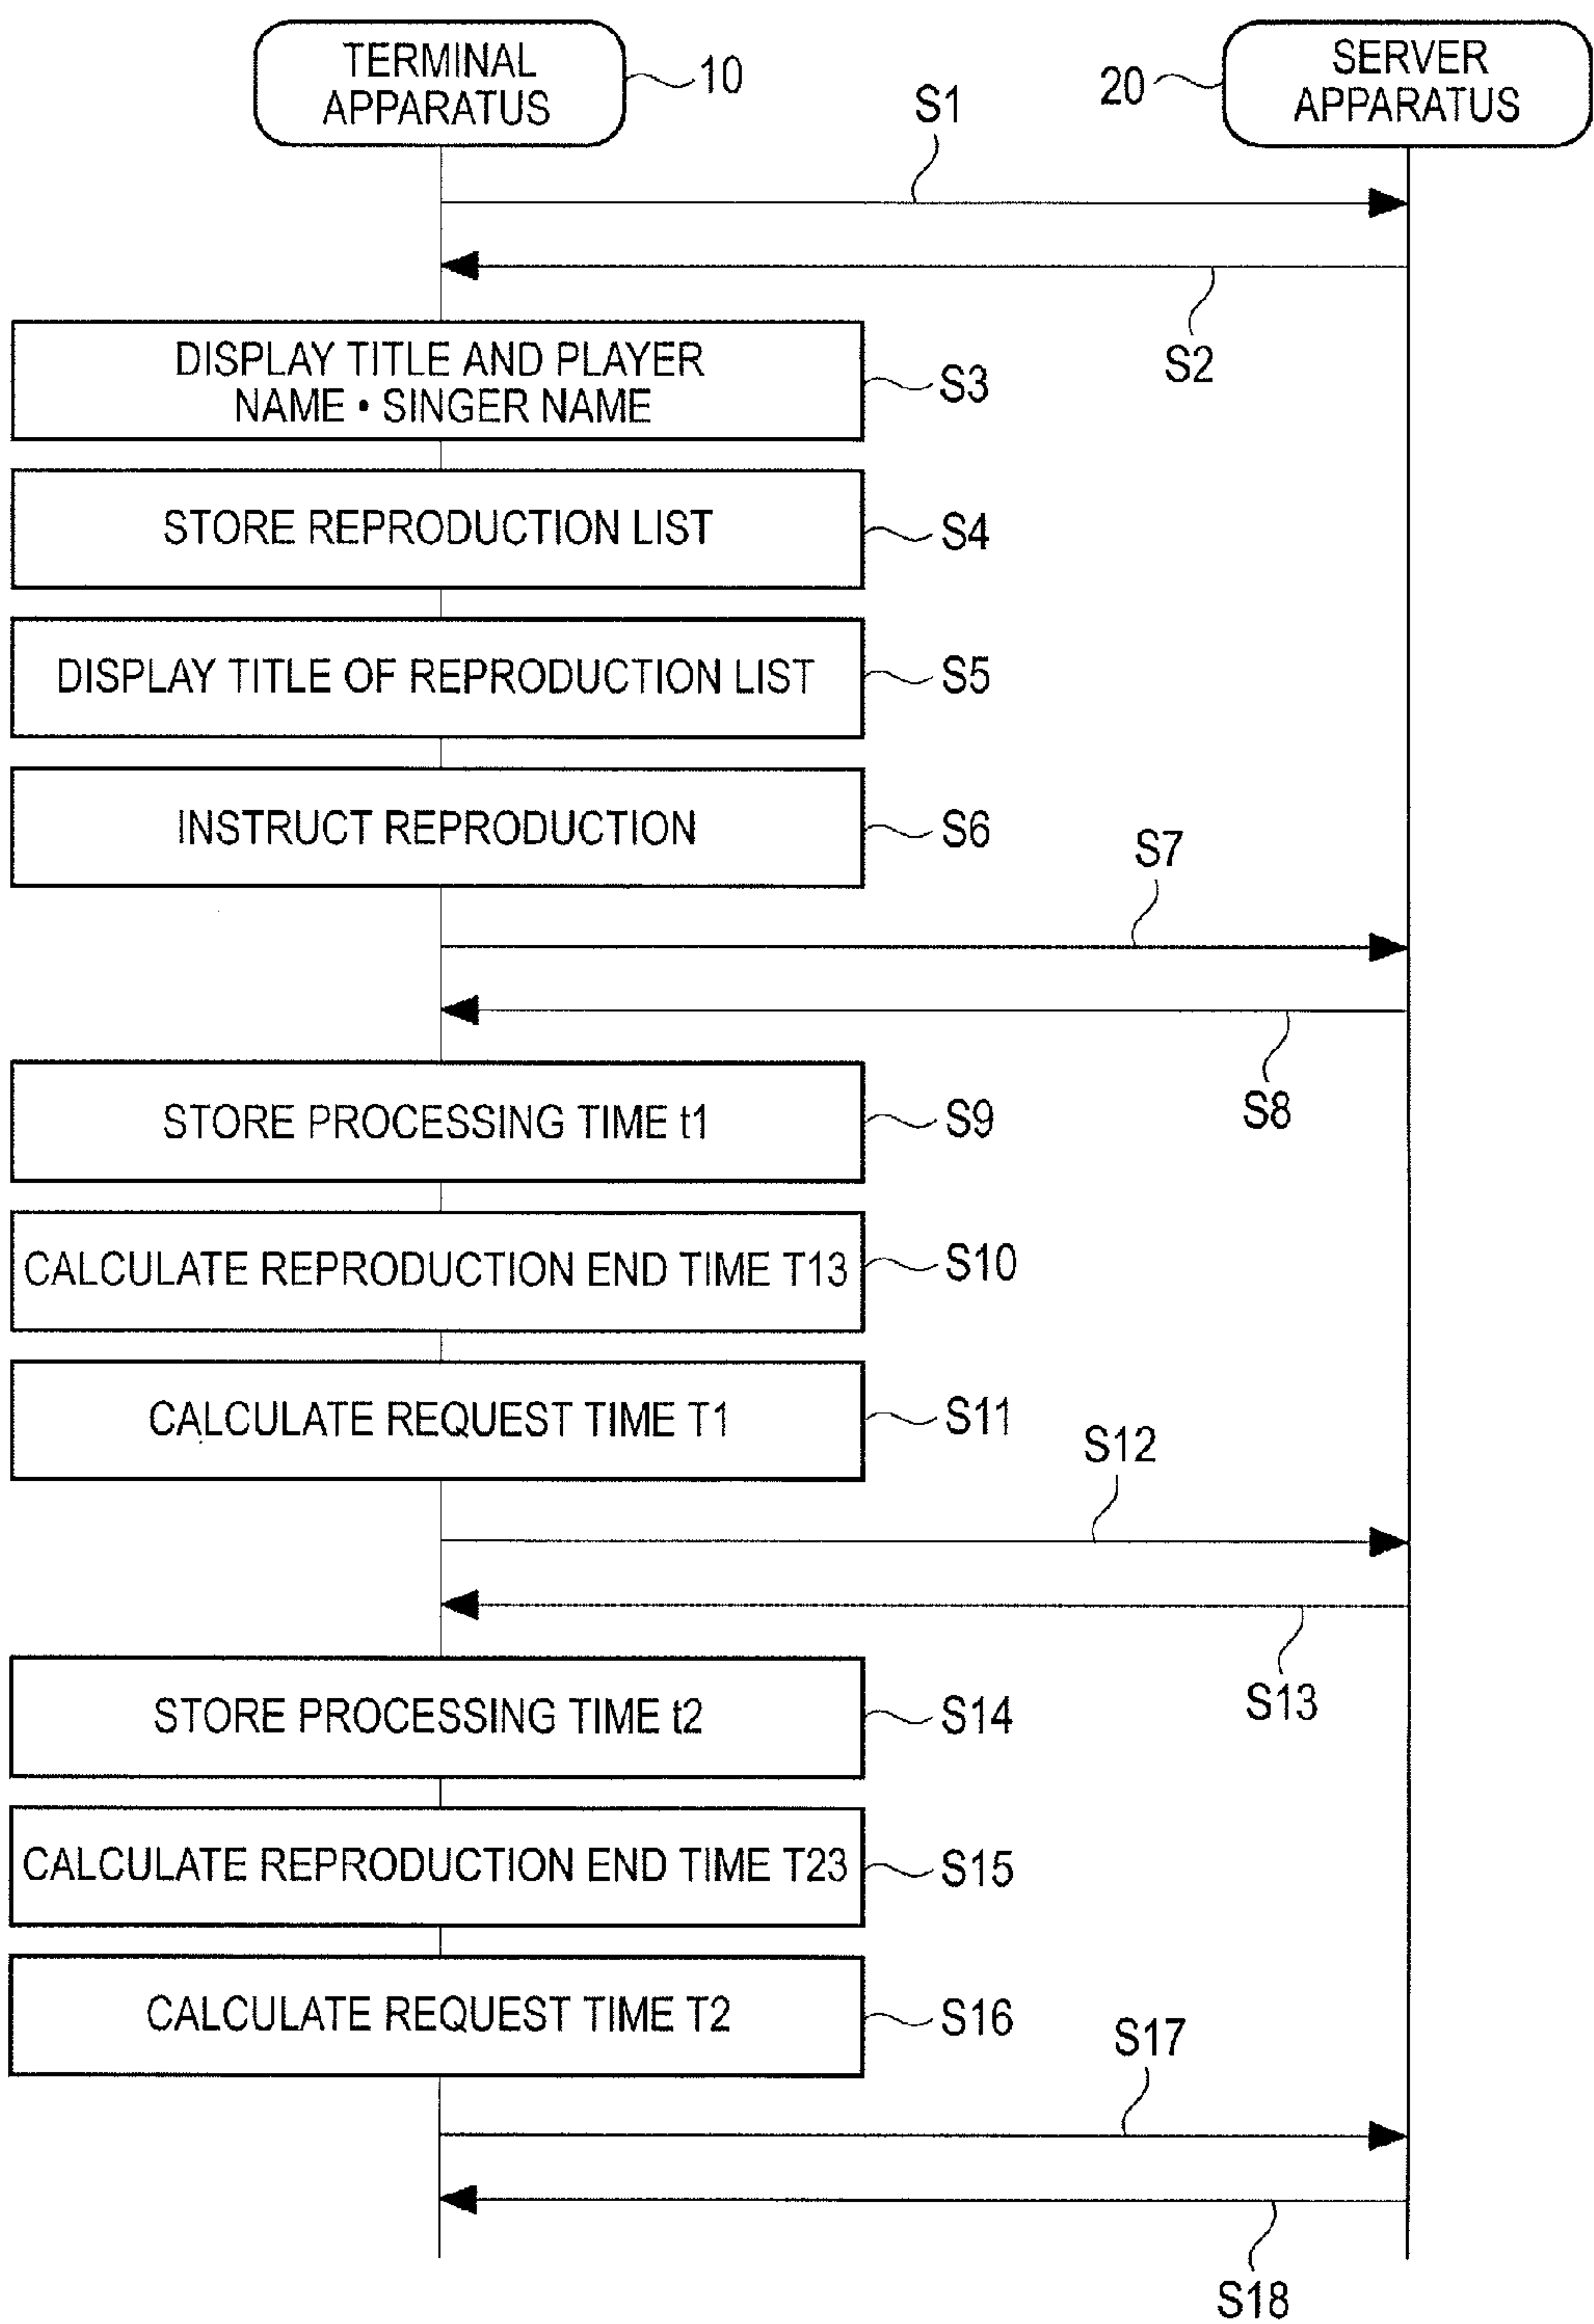 TERMINAL
APPARATUS
10
20
SERVER
APPARATUS
S1
S2
DISPLAY TITLE AND PLAYER
NAME • SINGER NAME
S3
STORE REPRODUCTION LIST
S4
DISPLAY TITLE OF REPRODUCTION LIST
S5
INSTRUCT REPRODUCTION
S6
S7
S8
STORE PROCESSING TIME t1
S9
CALCULATE REPRODUCTION END TIME T13
S10
CALCULATE REQUEST TIME T1
S11
S12
S13
STORE PROCESSING TIME t2
S14
CALCULATE REPRODUCTION END TIME T23
S15
CALCULATE REQUEST TIME T2
S16
S17
S18